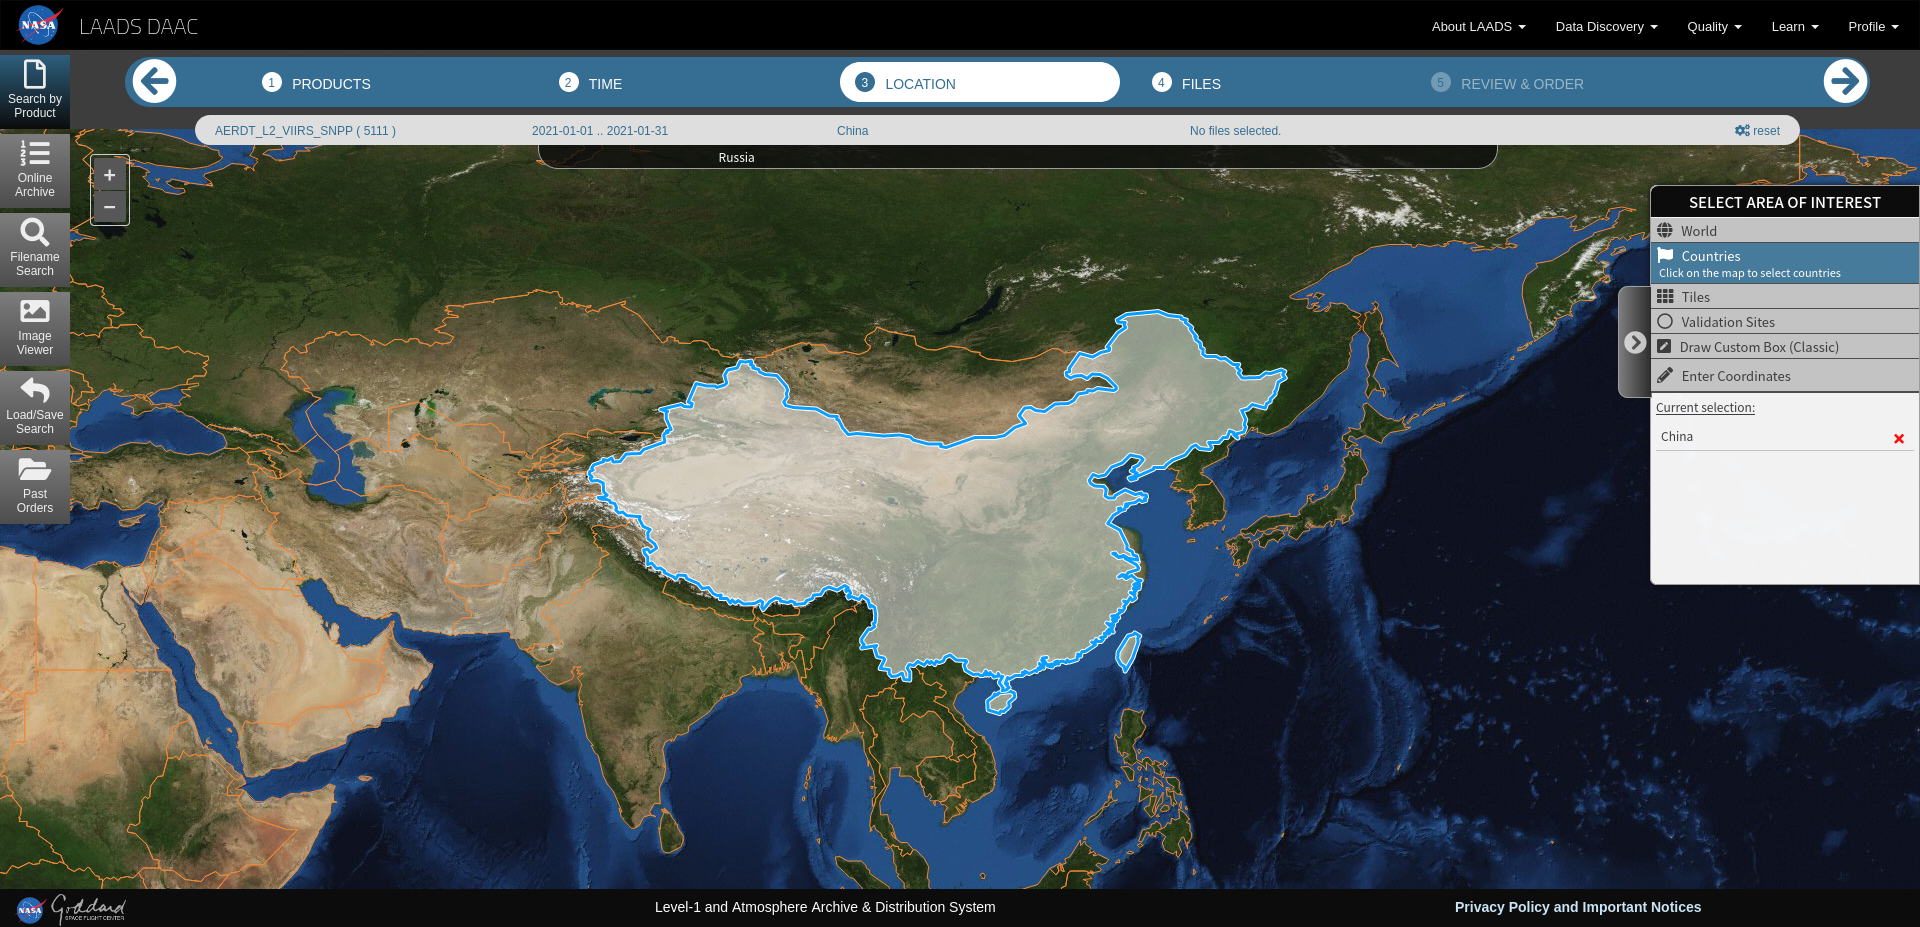 NASA LAADS DAAC About LAADS Data Discovery Quality Learn Profile
1 PRODUCTS 2 TIME 3 LOCATION 4 FILES 5 REVIEW & ORDER
AERDT_L2_VIIRS_SNPP ( 5111 ) 2021-01-01 .. 2021-01-31 China No files selected. reset
Russia
Search by
Product
1
2
3
Online
Archive
Filename
Search
Image
Viewer
Load/Save
Search
Past
Orders
+
−
SELECT AREA OF INTEREST
World
Countries
Click on the map to select countries
Tiles
Validation Sites
Draw Custom Box (Classic)
Enter Coordinates
Current selection:
China
NASA Goddard
SPACE FLIGHT CENTER
Level-1 and Atmosphere Archive & Distribution System
Privacy Policy and Important Notices